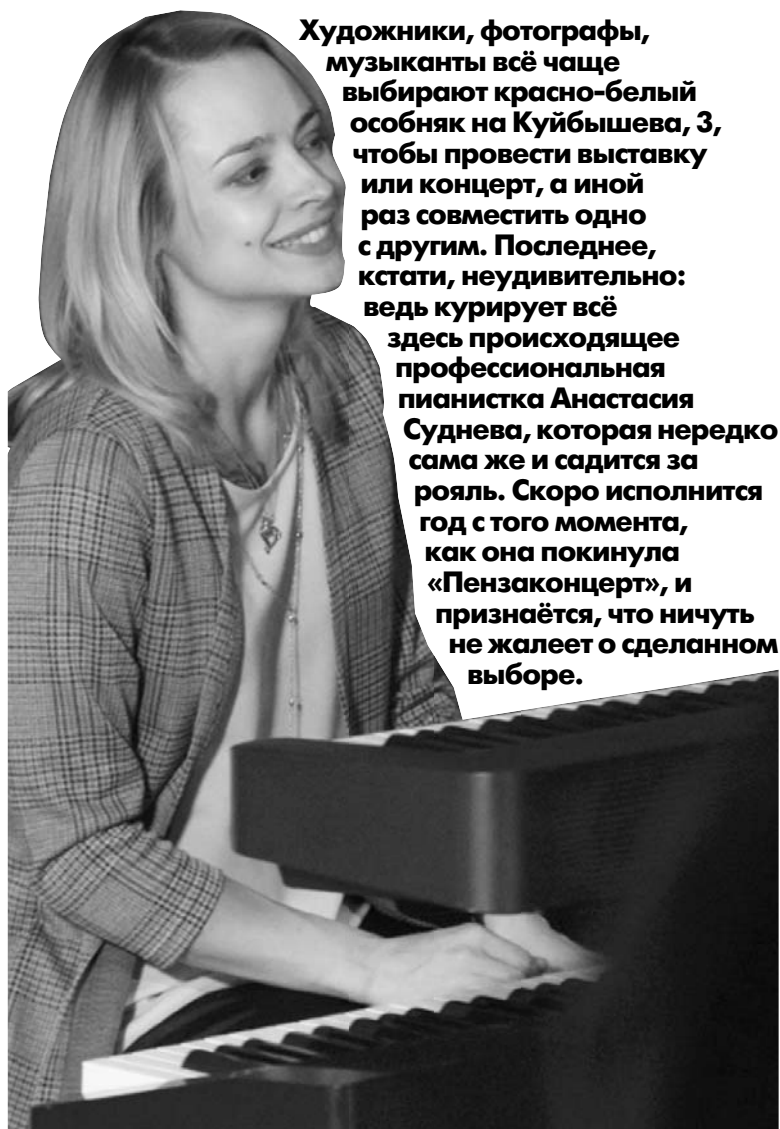 Художники, фотографы,
музыканты всё чаще
выбирают красно-белый
особняк на Куйбышева, 3,
чтобы провести выставку
или концерт, а иной
раз совместить одно
с другим. Последнее,
кстати, неудивительно:
ведь курирует всё
здесь происходящее
профессиональная
пианистка Анастасия
Суднева, которая нередко
сама же и садится за
рояль. Скоро исполнится
год с того момента,
как она покинула
«Пензаконцерт», и
признаётся, что ничуть
не жалеет о сделанном
выборе.